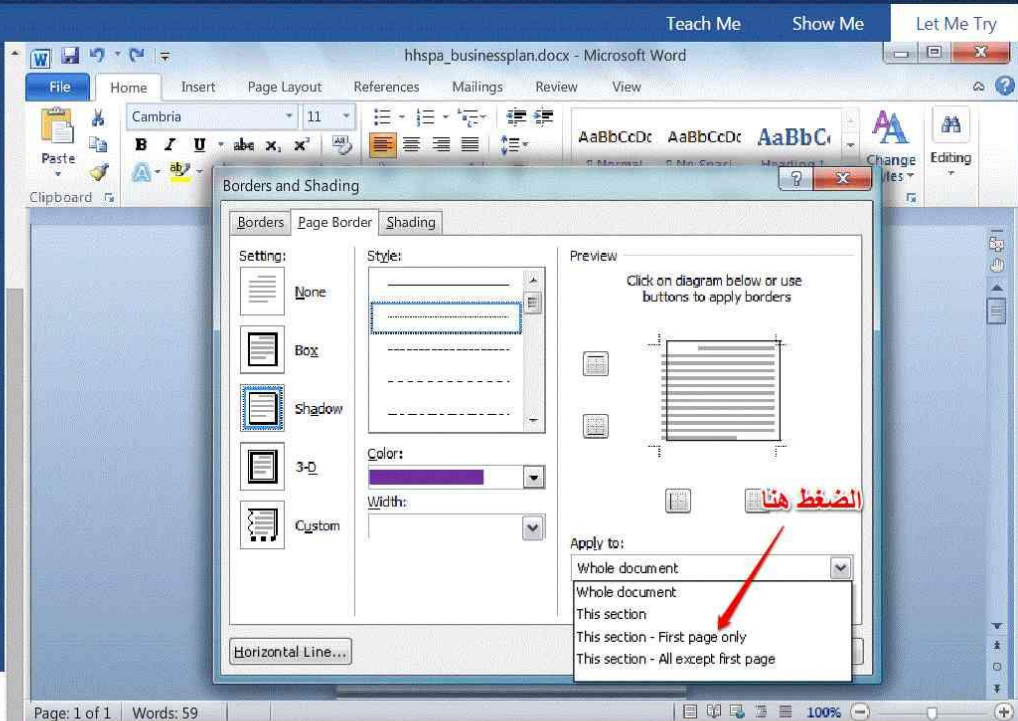 Teach Me Show Me Let Me Try
hhspa_businessplan.docx - Microsoft Word
File Home Insert Page Layout References Mailings Review View
Cambria 11
B I U abe x₂ x²
AaBbCcDc AaBbCcDc
Paste
Change
Editing
Clipboard
Borders and Shading
Borders Page Border Shading
Setting:
None
Box
Shadow
3-D
Custom
Style:
Color:
Width:
Preview
Click on diagram below or use
buttons to apply borders
الضغط هنا
Apply to:
Whole document
Whole document
This section
This section - First page only
This section - All except first page
Horizontal Line...
Page: 1 of 1 Words: 59
100%